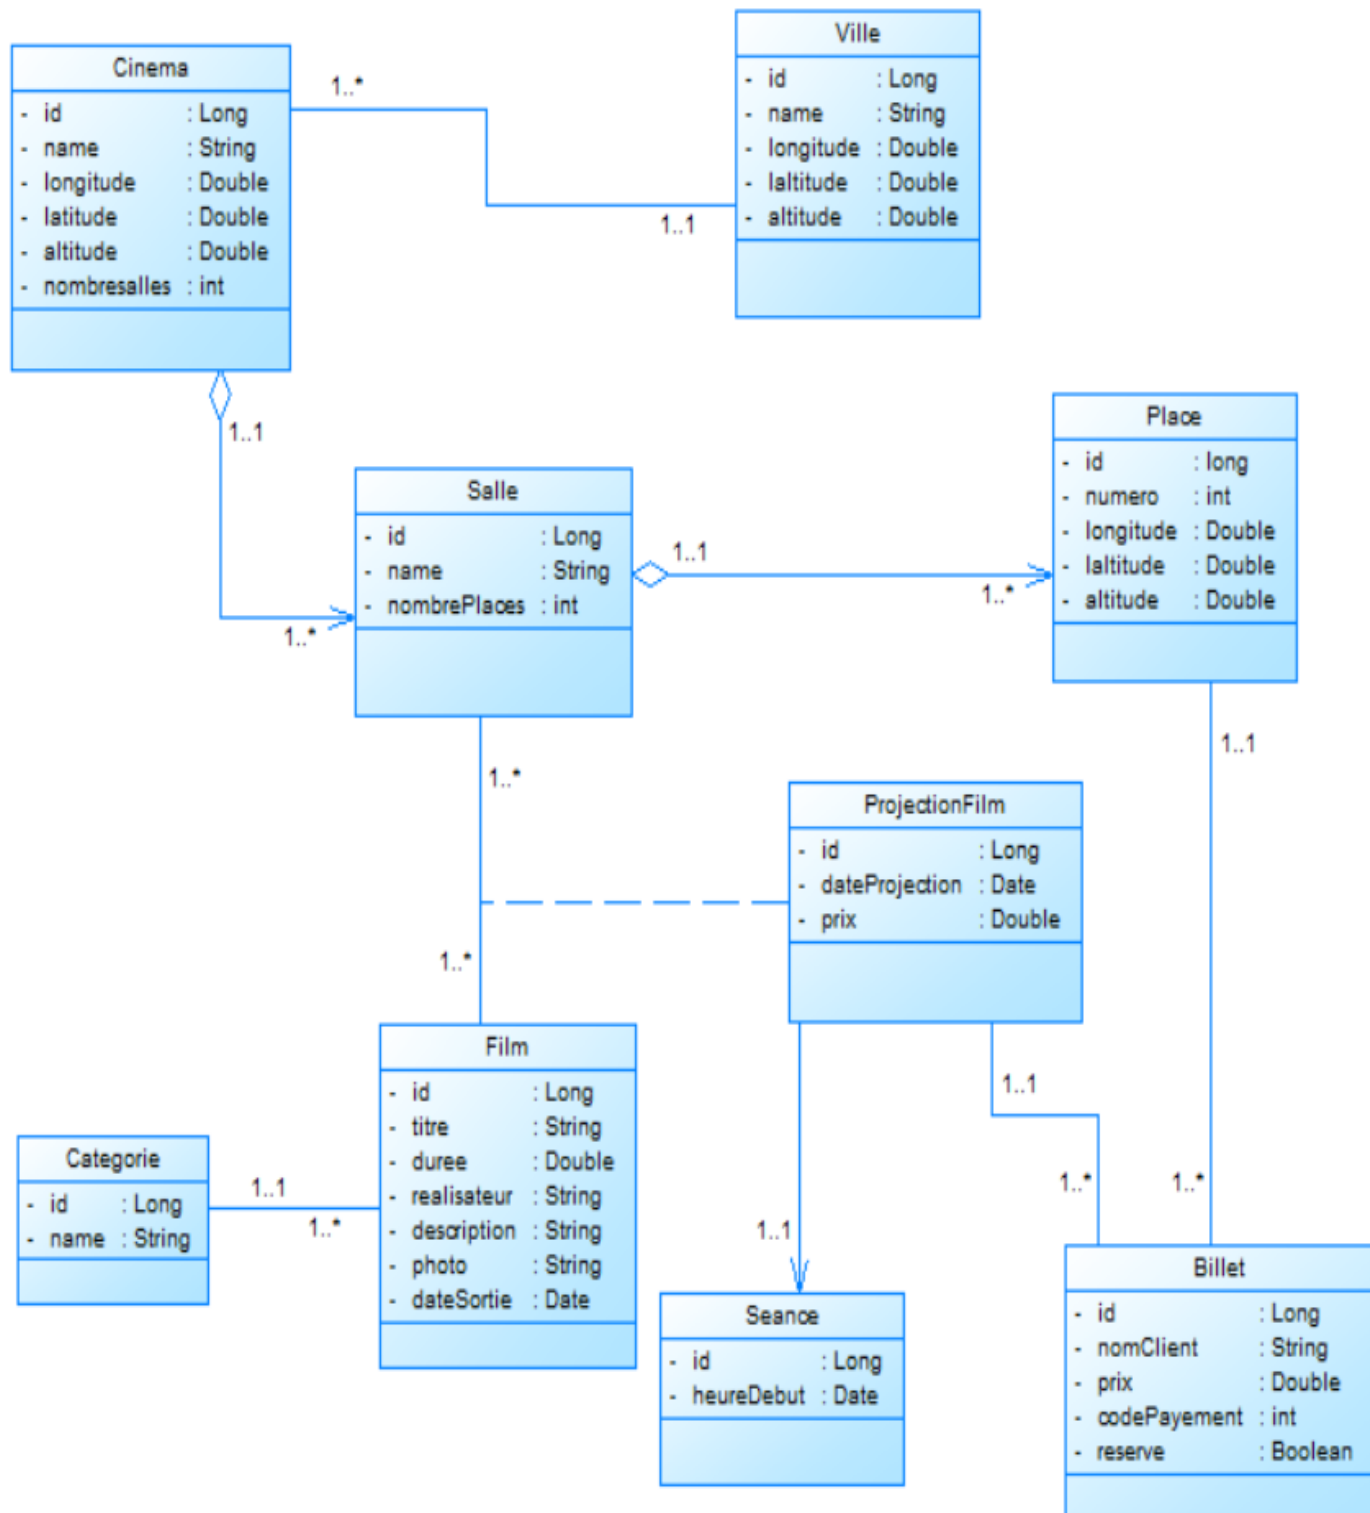 Cinema
- id : Long
- name : String
- longitude : Double
- latitude : Double
- altitude : Double
- nombresalles : int
1..*
1..1
Ville
- id : Long
- name : String
- longitude : Double
- laltitude : Double
- altitude : Double
1..1
1..*
Salle
- id : Long
- name : String
- nombrePlaces : int
1..1
1..*
Place
- id : long
- numero : int
- longitude : Double
- laltitude : Double
- altitude : Double
1..*
1..*
1..1
1..*
ProjectionFilm
- id : Long
- dateProjection : Date
- prix : Double
1..1
1..*
1..1
Film
- id : Long
- titre : String
- duree : Double
- realisateur : String
- description : String
- photo : String
- dateSortie : Date
Categorie
- id : Long
- name : String
1..1
1..*
Seance
- id : Long
- heureDebut : Date
Billet
- id : Long
- nomClient : String
- prix : Double
- codePayement : int
- reserve : Boolean